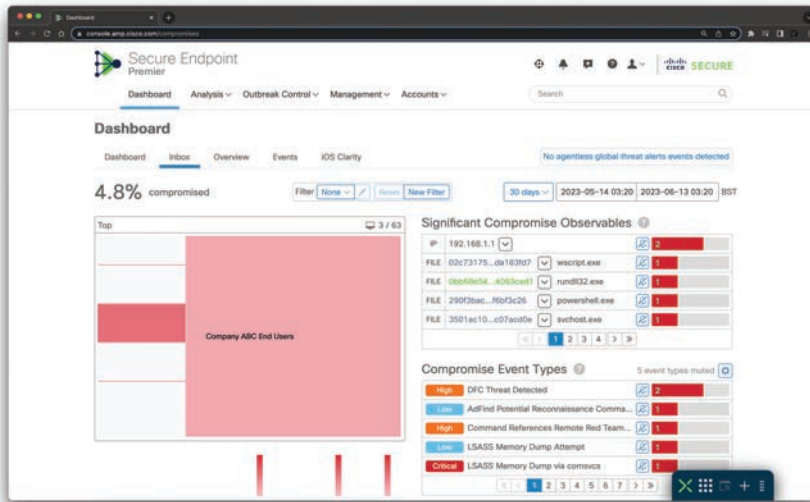 Dashboard
console.amp.cisco.com/compromises
Secure Endpoint
Premier
CISCO SECURE
Dashboard Analysis Outbreak Control Management Accounts Search
Dashboard
Dashboard Inbox Overview Events iOS Clarity No agentless global threat alerts events detected
4.8% compromised Filter None Reset New Filter 30 days 2023-05-14 03:20 2023-06-13 03:20 BST
Top 3 / 63
Company ABC End Users
Significant Compromise Observables
IP 192.168.1.1 2
FILE 02c73175...da183fd7 wscript.exe 1
FILE rundll32.exe 1
FILE 290f3bac...f6bf3c26 powershell.exe 1
FILE 3501ac10...c07acd0e svchost.exe 1
« < 1 2 3 4 > »
Compromise Event Types 5 event types muted
High DFC Threat Detected 2
Low AdFind Potential Reconnaissance Comma... 1
High Command References Remote Red Team... 1
Low LSASS Memory Dump Attempt 1
Critical LSASS Memory Dump via comsvcs 1
« < 1 2 3 4 5 6 7 > »